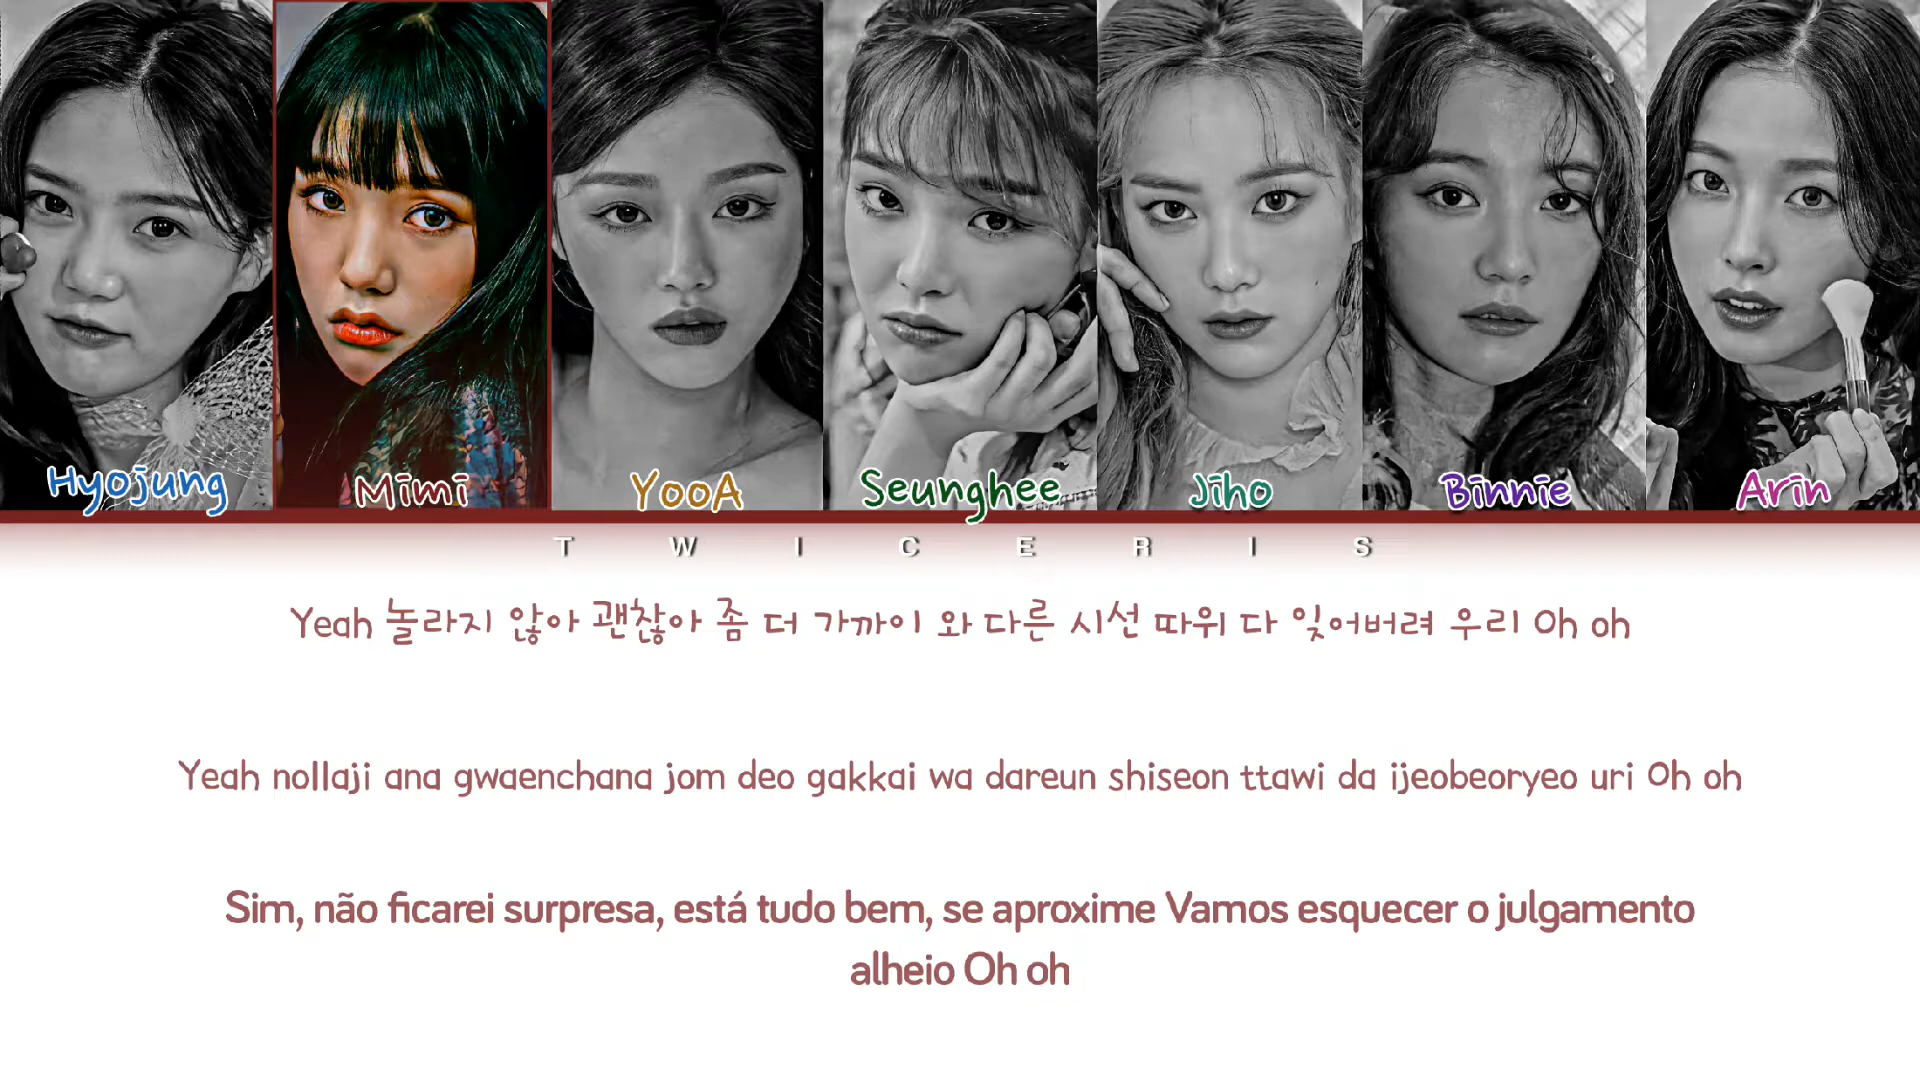 Hyojung Mimi YooA Seunghee Jiho Binnie Arin
TWICERIS
Yeah 놀라지 않아 괜찮아 좀 더 가까이 와 다른 시선 따위 다 잊어버려 우리 Oh oh
Yeah nollaji ana gwaenchana jom deo gakkai wa dareun shiseon ttawi da ijeobeoryeo uri Oh oh
Sim, não ficarei surpresa, está tudo bem, se aproxime Vamos esquecer o julgamento
alheio Oh oh